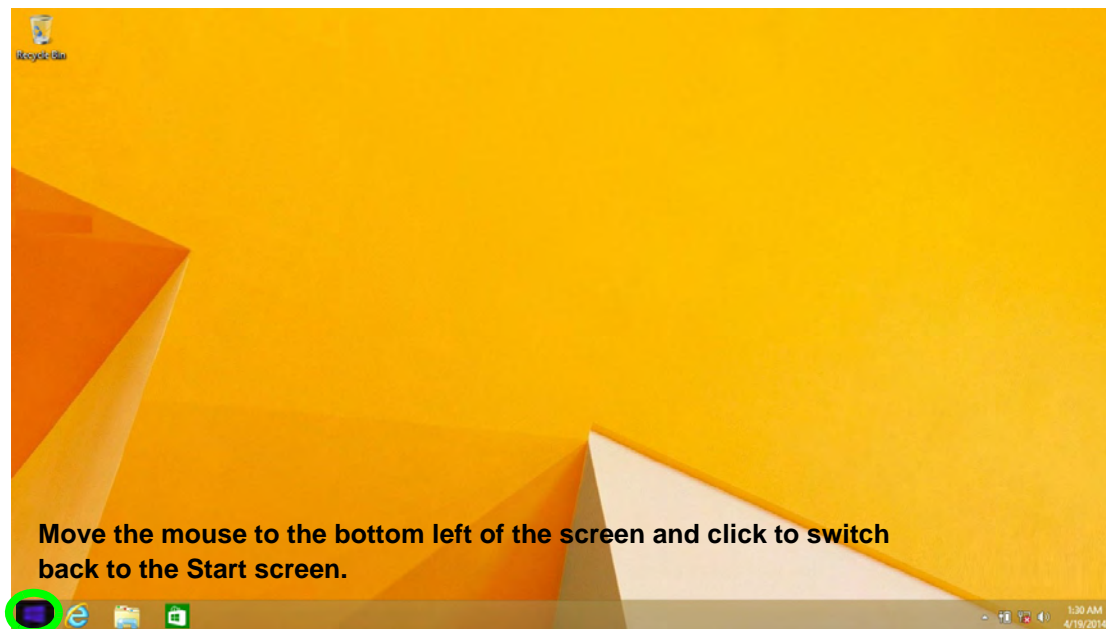 Recycle Bin
Move the mouse to the bottom left of the screen and click to switch
back to the Start screen.
1:30 AM
4/19/2014